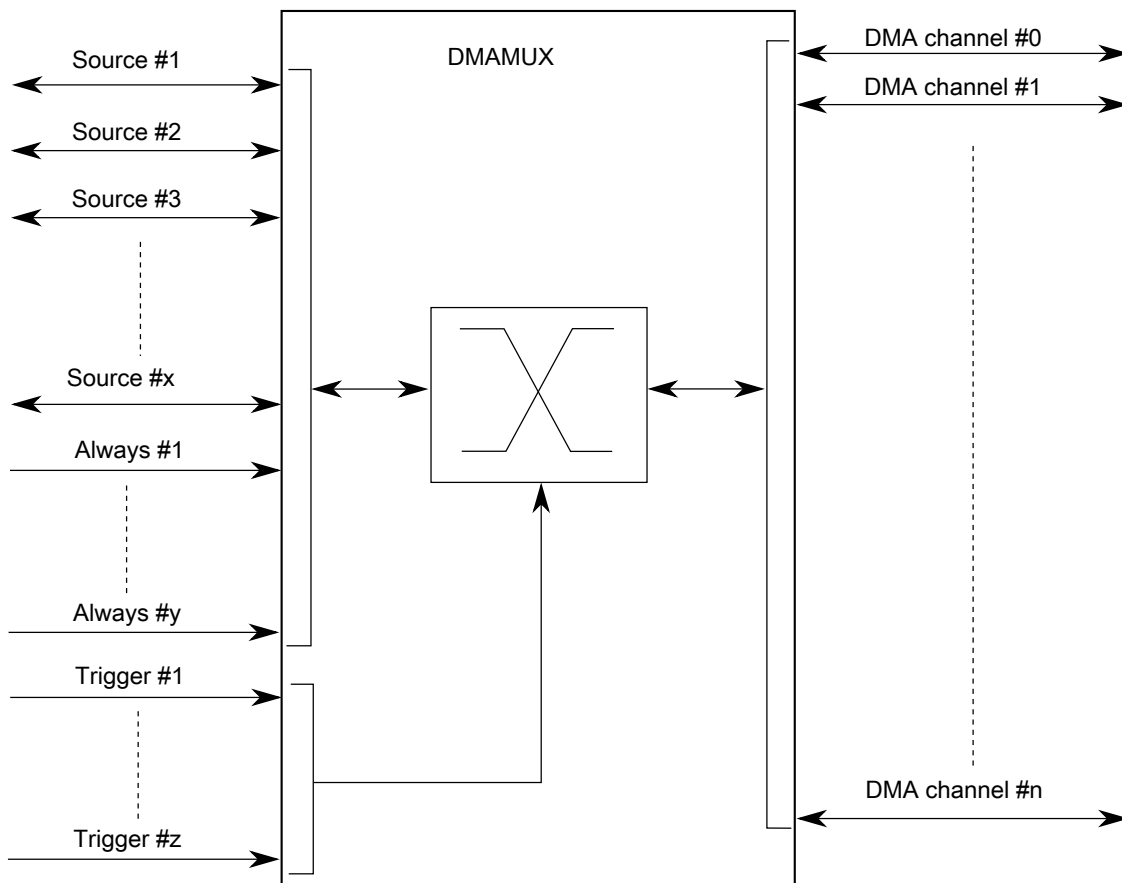 DMAMUX
Source #1
Source #2
Source #3
Source #x
Always #1
Always #y
Trigger #1
Trigger #z
DMA channel #0
DMA channel #1
DMA channel #n